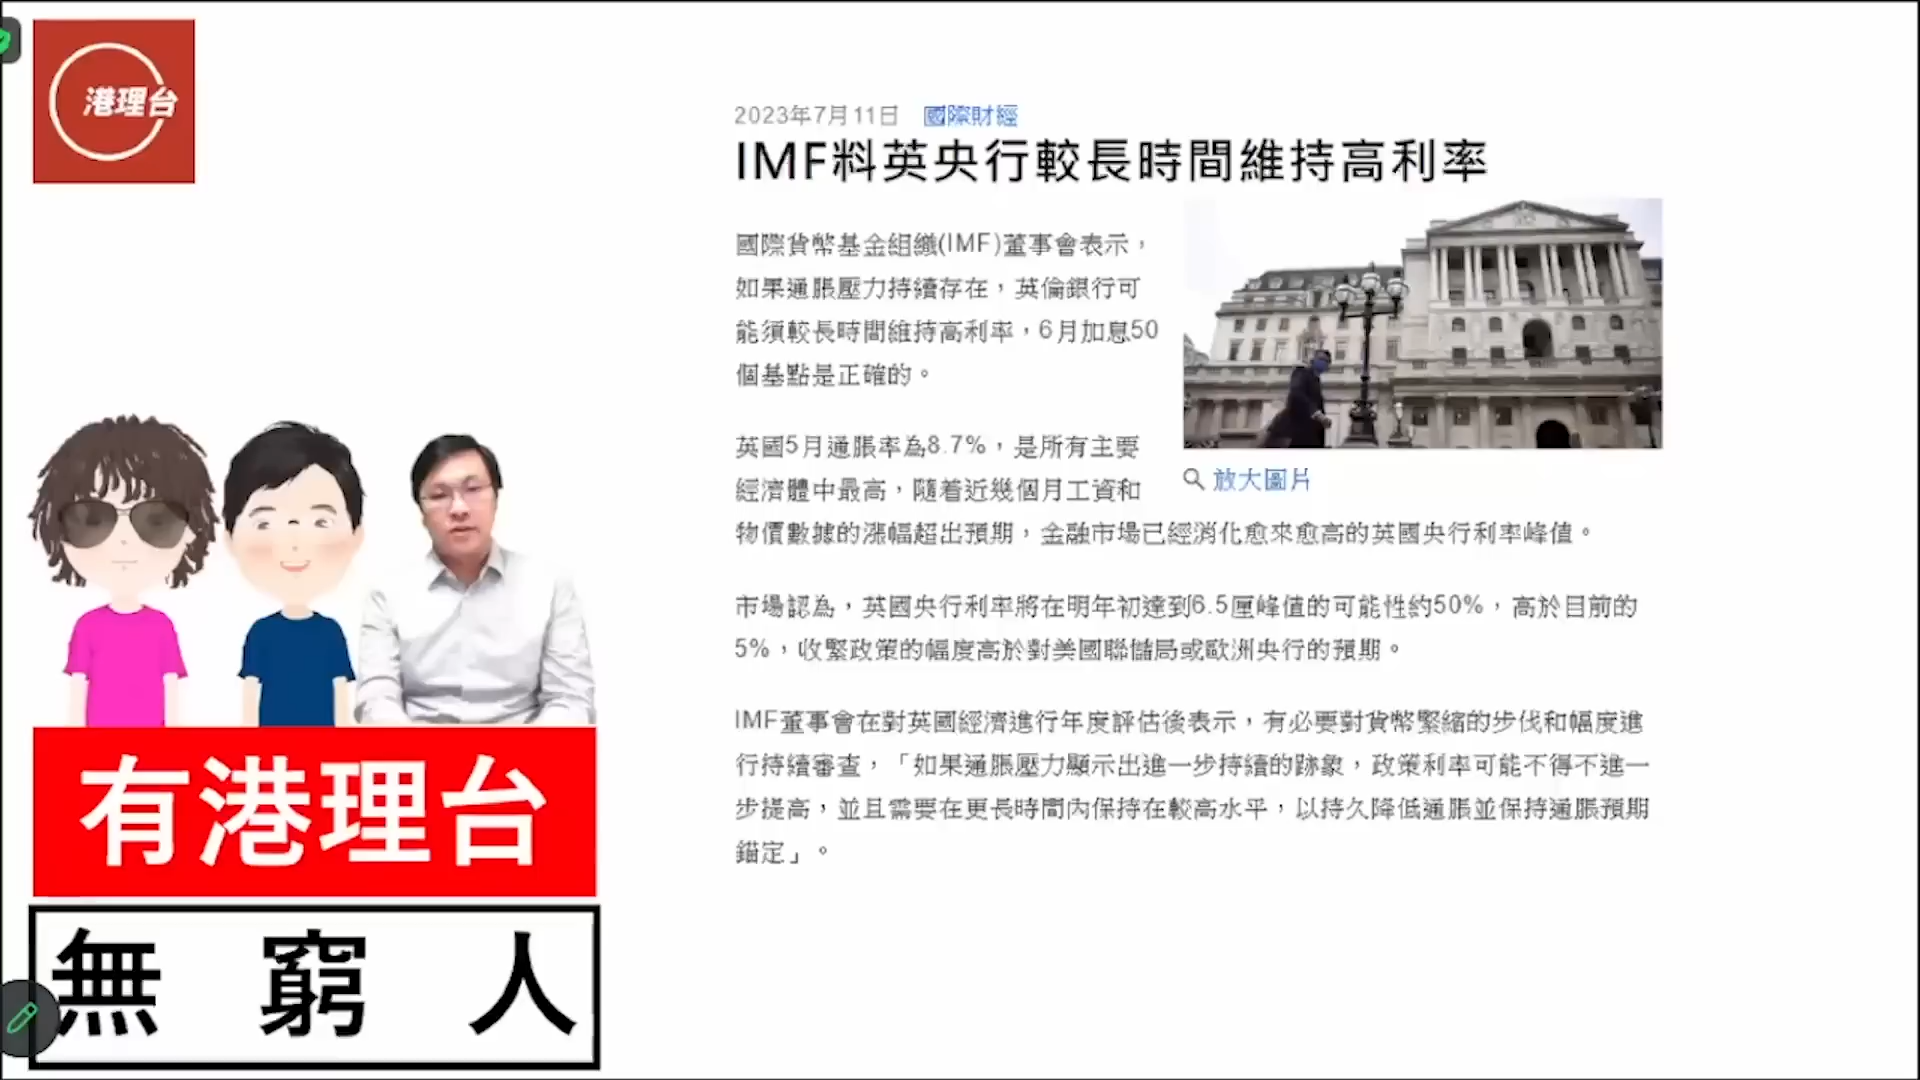 港理台
2023年7月11日 國際財經
IMF料英央行較長時間維持高利率
國際貨幣基金組織(IMF)董事會表示，
如果通脹壓力持續存在，英倫銀行可
能須較長時間維持高利率，6月加息50
個基點是正確的。
英國5月通脹率為8.7%，是所有主要
經濟體中最高，隨着近幾個月工資和
物價數據的漲幅超出預期，金融市場已經消化愈來愈高的英國央行利率峰值。
放大圖片
市場認為，英國央行利率將在明年初達到6.5厘峰值的可能性約50%，高於目前的
5%，收緊政策的幅度高於對美國聯儲局或歐洲央行的預期。
IMF董事會在對英國經濟進行年度評估後表示，有必要對貨幣緊縮的步伐和幅度進
行持續審查，「如果通脹壓力顯示出進一步持續的跡象，政策利率可能不得不進一
步提高，並且需要在更長時間內保持在較高水平，以持久降低通脹並保持通脹預期
錨定」。
有港理台
無窮人